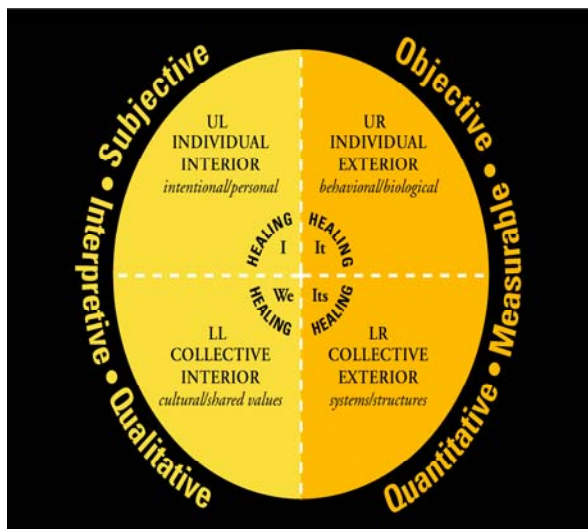 Subjective • Interpretive • Qualitative
Objective • Measurable • Quantitative
UL
INDIVIDUAL
INTERIOR
intentional/personal
UR
INDIVIDUAL
EXTERIOR
behavioral/biological
HEALING
I
HEALING
It
HEALING
We
HEALING
Its
LL
COLLECTIVE
INTERIOR
cultural/shared values
LR
COLLECTIVE
EXTERIOR
systems/structures